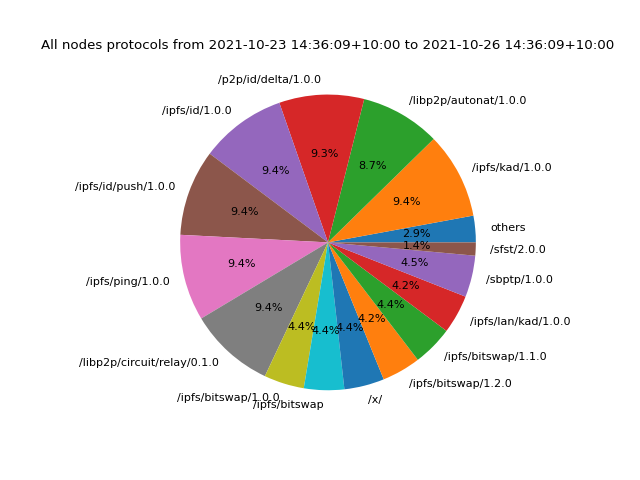 All nodes protocols from 2021-10-23 14:36:09+10:00 to 2021-10-26 14:36:09+10:00
others
2.9%
/ipfs/kad/1.0.0
9.4%
/libp2p/autonat/1.0.0
8.7%
/p2p/id/delta/1.0.0
9.3%
/ipfs/id/1.0.0
9.4%
/ipfs/id/push/1.0.0
9.4%
/ipfs/ping/1.0.0
9.4%
/libp2p/circuit/relay/0.1.0
9.4%
/ipfs/bitswap/1.0.0
4.4%
/ipfs/bitswap
4.4%
/x/
4.4%
/ipfs/bitswap/1.2.0
4.2%
/ipfs/bitswap/1.1.0
4.4%
/ipfs/lan/kad/1.0.0
4.2%
/sbptp/1.0.0
4.5%
/sfst/2.0.0
1.4%